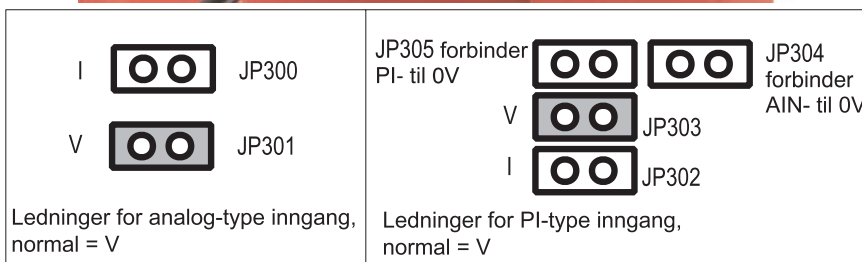 I
JP300
V
JP301
Ledninger for analog-type inngang,
normal = V
JP305 forbinder
PI- til 0V
JP304
forbinder
AIN- til 0V
V
JP303
I
JP302
Ledninger for PI-type inngang,
normal = V